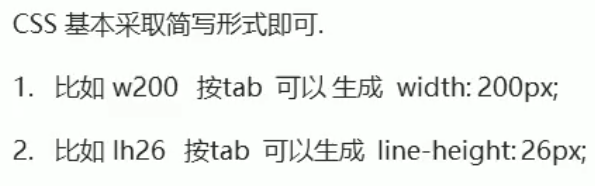 CSS 基本采取简写形式即可.
1. 比如 w200 按tab 可以 生成 width: 200px;
2. 比如 lh26 按tab 可以生成 line-height: 26px;